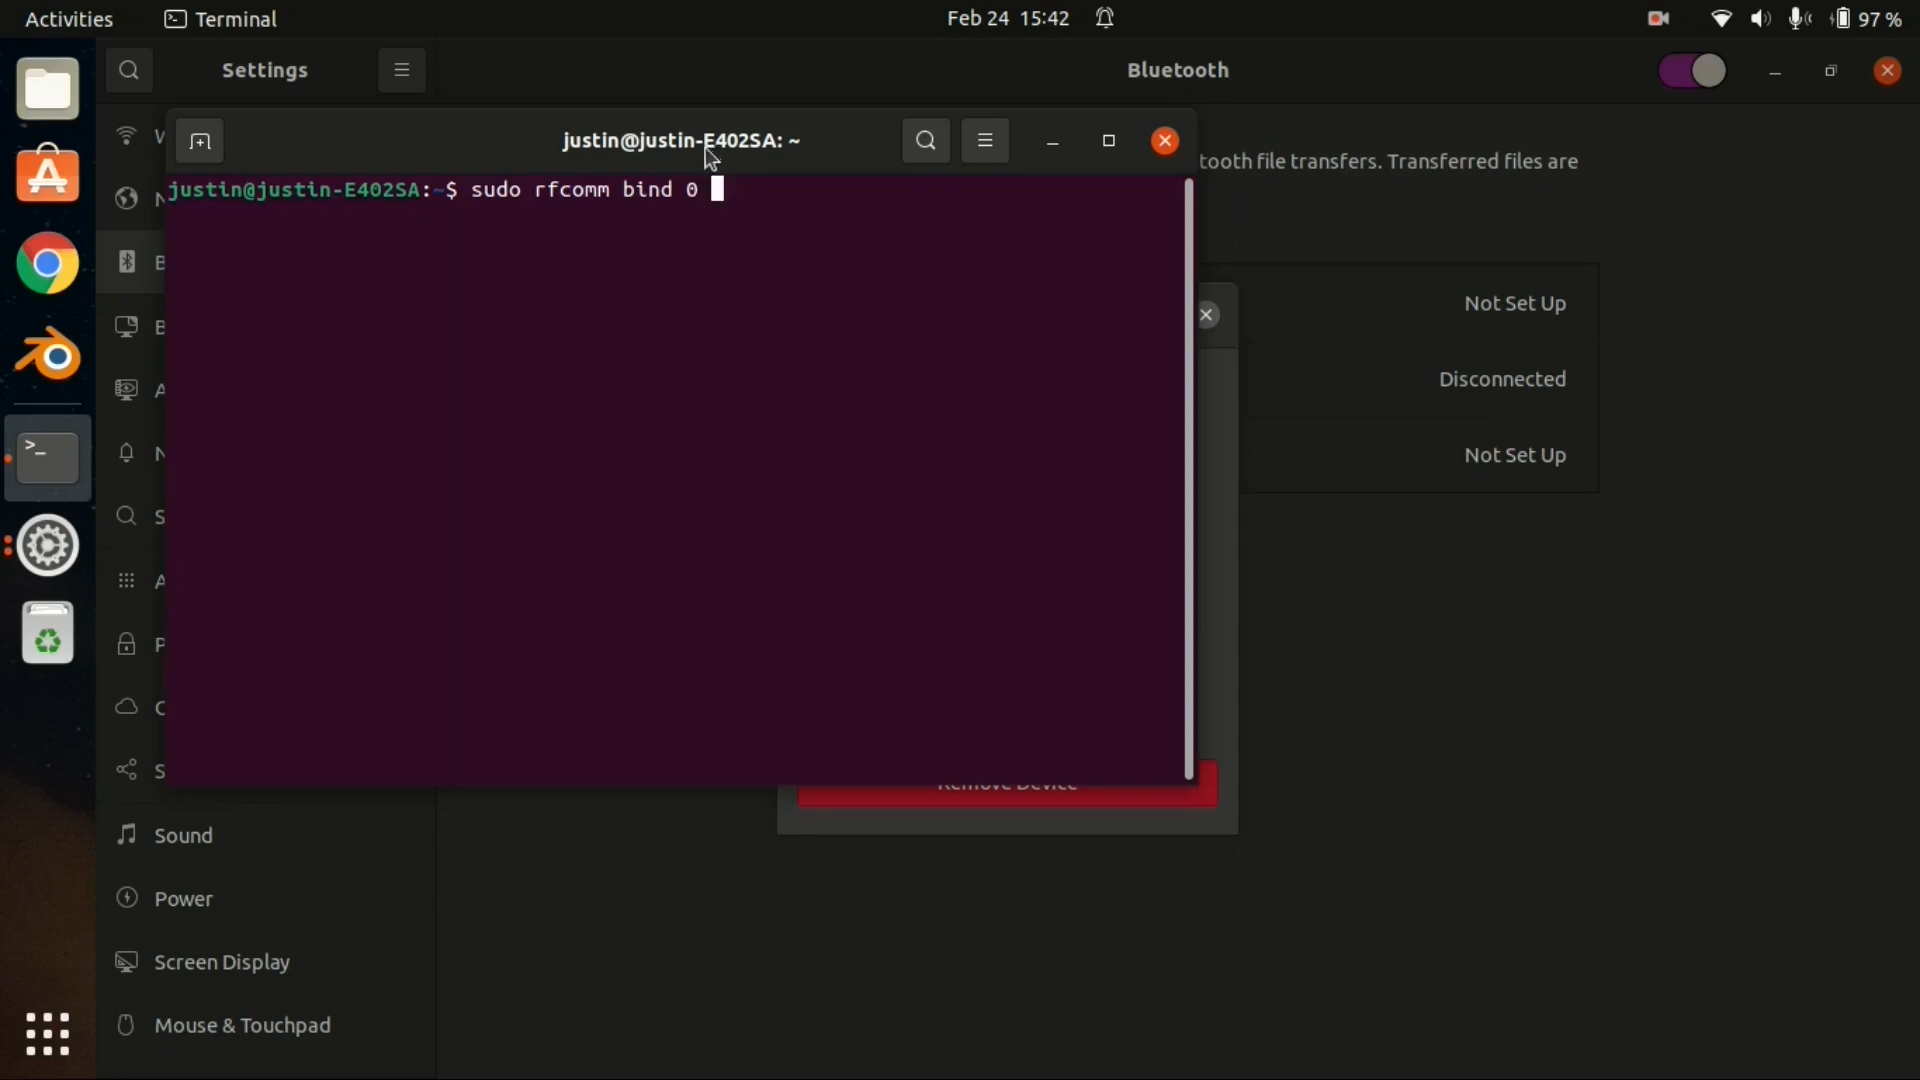 Activities
Terminal
Feb 24 15:42
97 %
Settings
Bluetooth
justin@justin-E402SA: ~
tooth file transfers. Transferred files are
justin@justin-E402SA:~$ sudo rfcomm bind 0
Not Set Up
Disconnected
Not Set Up
Sound
Power
Screen Display
Mouse & Touchpad